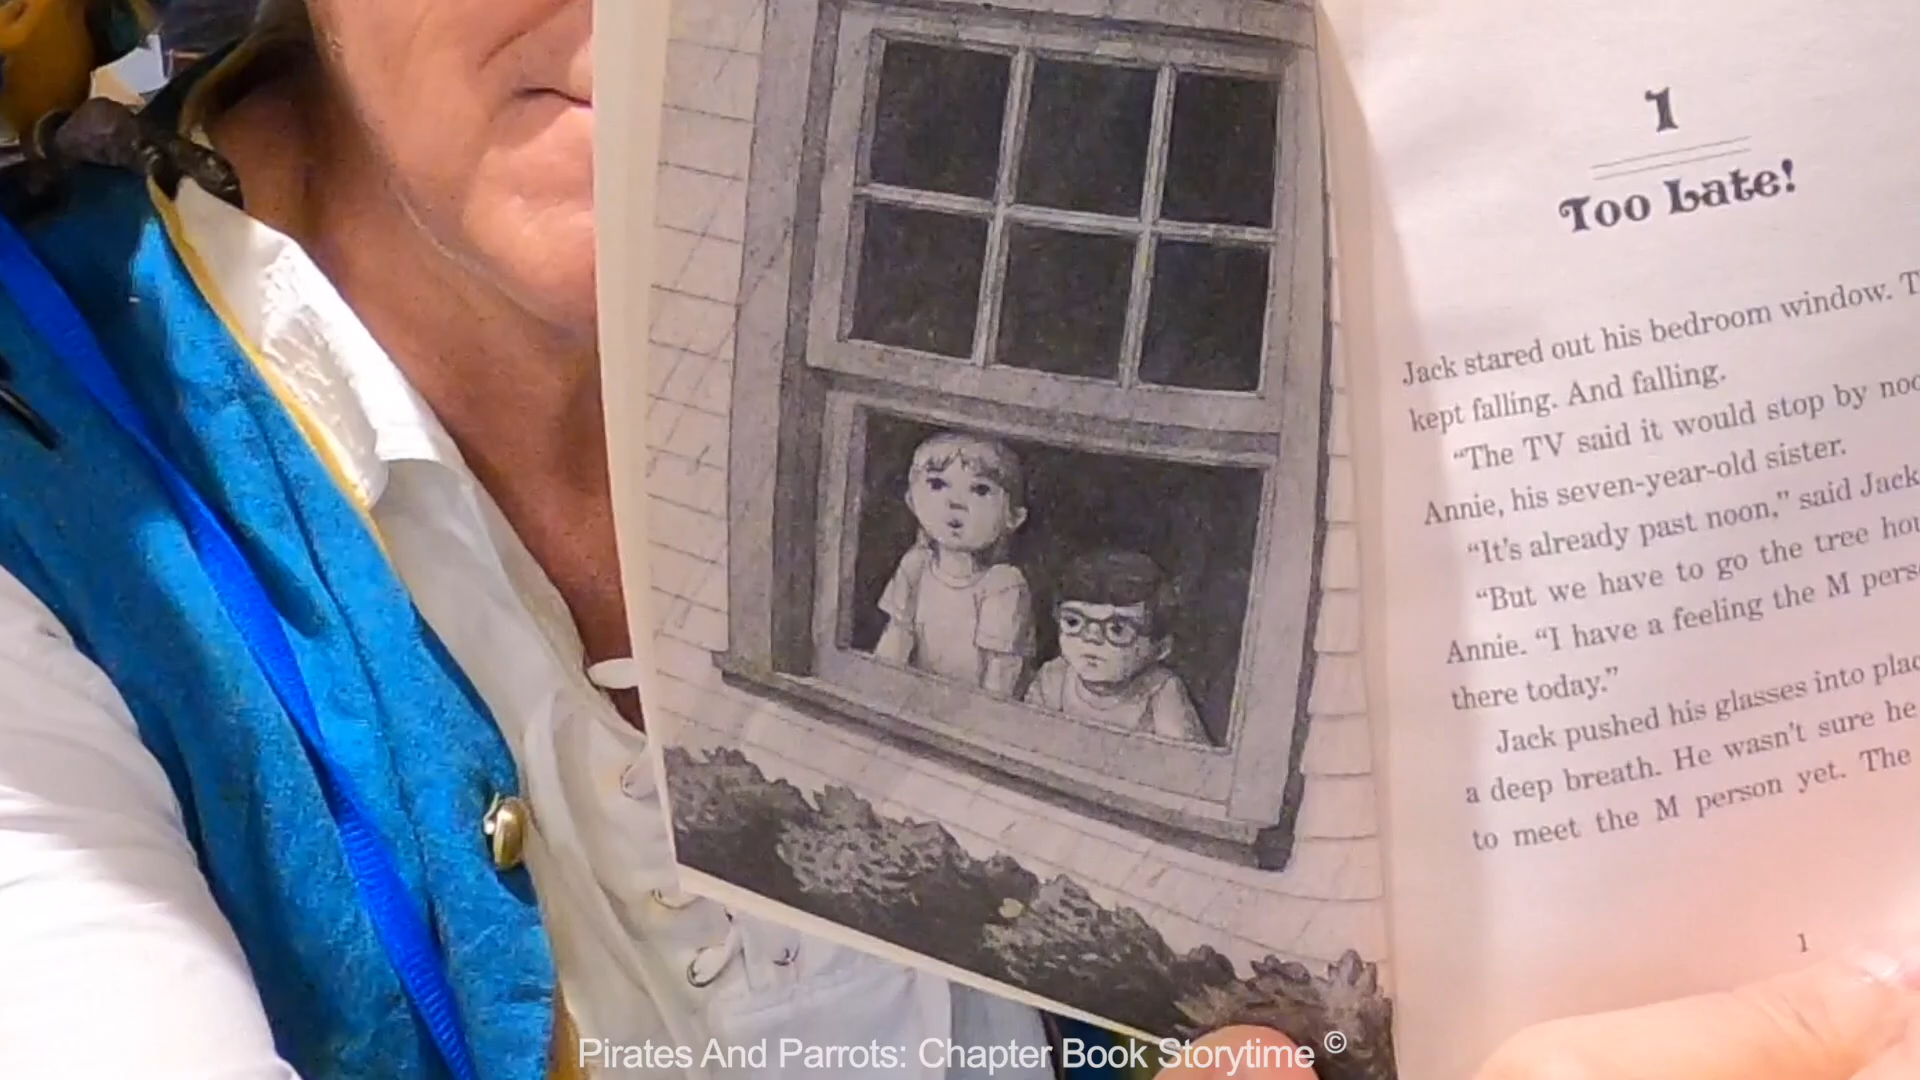 1
Too Late!
Jack stared out his bedroom window. T
kept falling. And falling.
“The TV said it would stop by noo
Annie, his seven-year-old sister.
“It’s already past noon,” said Jack
“But we have to go the tree hou
Annie. “I have a feeling the M perso
there today.”
Jack pushed his glasses into plac
a deep breath. He wasn’t sure he
to meet the M person yet. The
1
Pirates And Parrots: Chapter Book Storytime ©